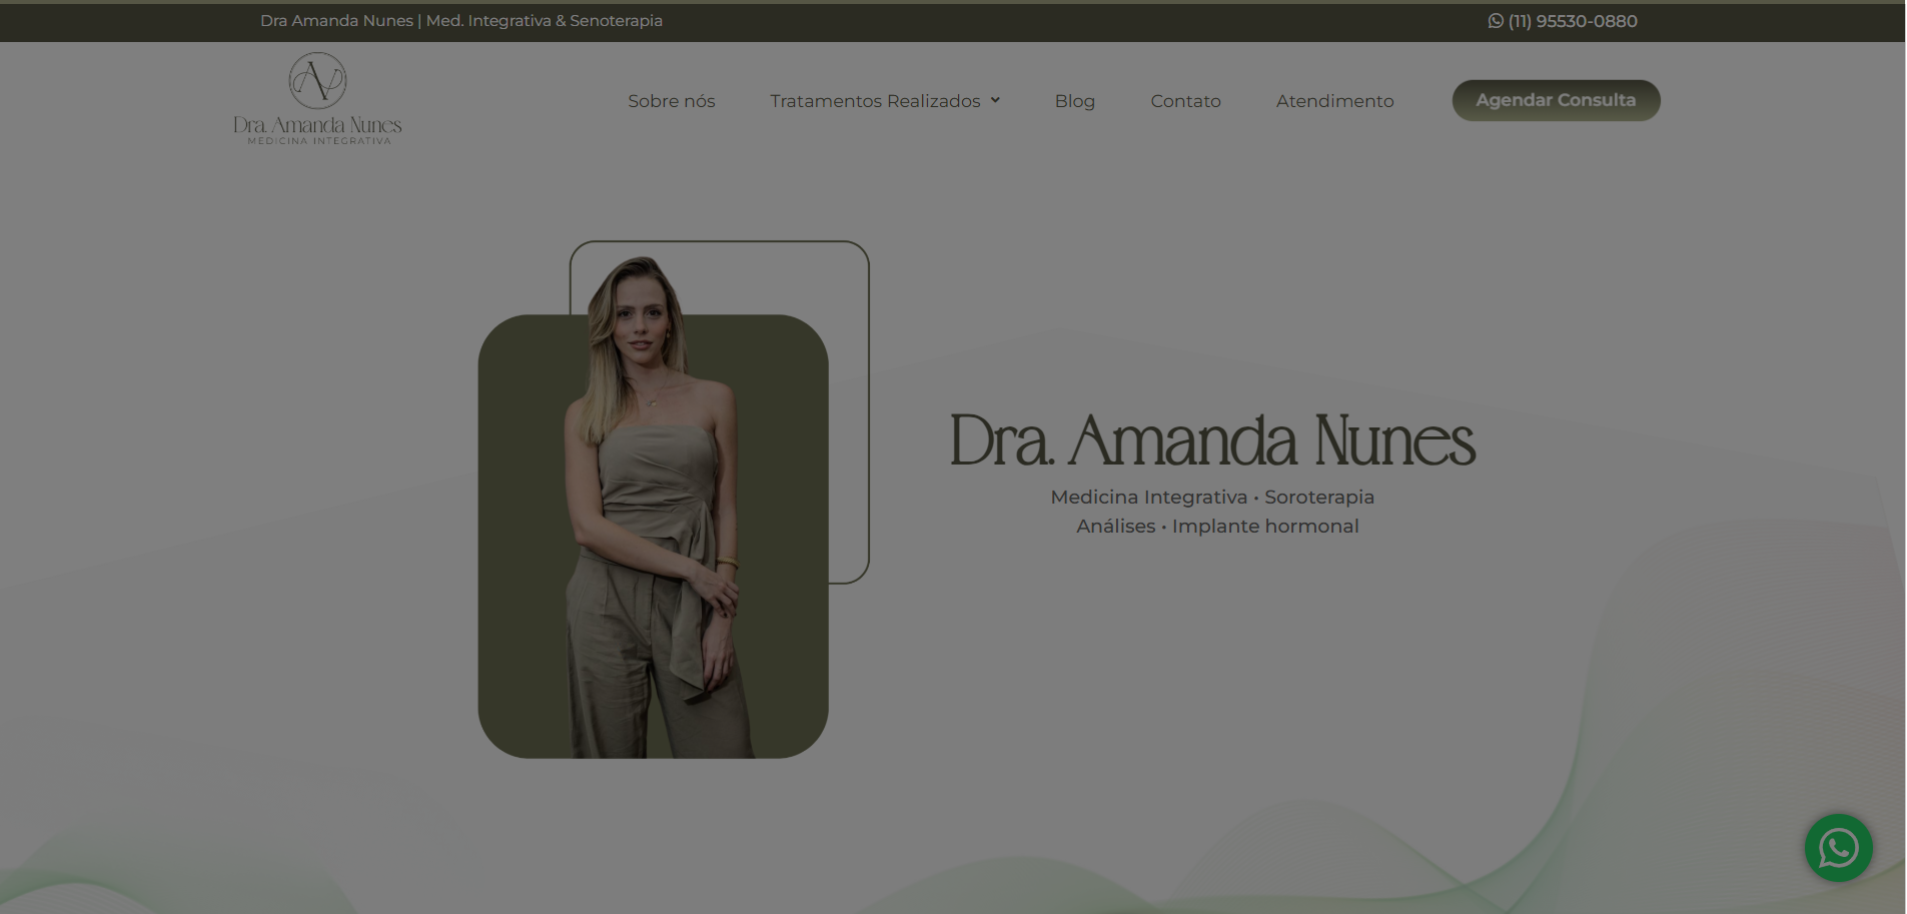 Dra Amanda Nunes | Med. Integrativa & Senoterapia
(11) 95530-0880
Dra. Amanda Nunes
MEDICINA INTEGRATIVA
Sobre nós
Tratamentos Realizados
Blog
Contato
Atendimento
Agendar Consulta
Dra. Amanda Nunes
Medicina Integrativa • Soroterapia
Análises • Implante hormonal